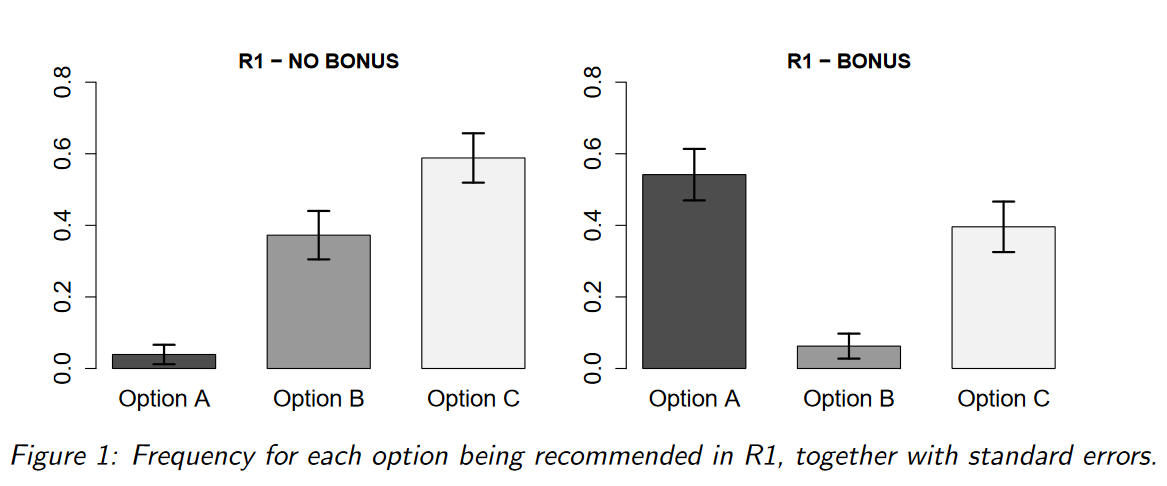 R1 − NO BONUS
0.8
0.6
0.4
0.2
0.0
Option A Option B Option C
R1 − BONUS
0.8
0.6
0.4
0.2
0.0
Option A Option B Option C
Figure 1: Frequency for each option being recommended in R1, together with standard errors.